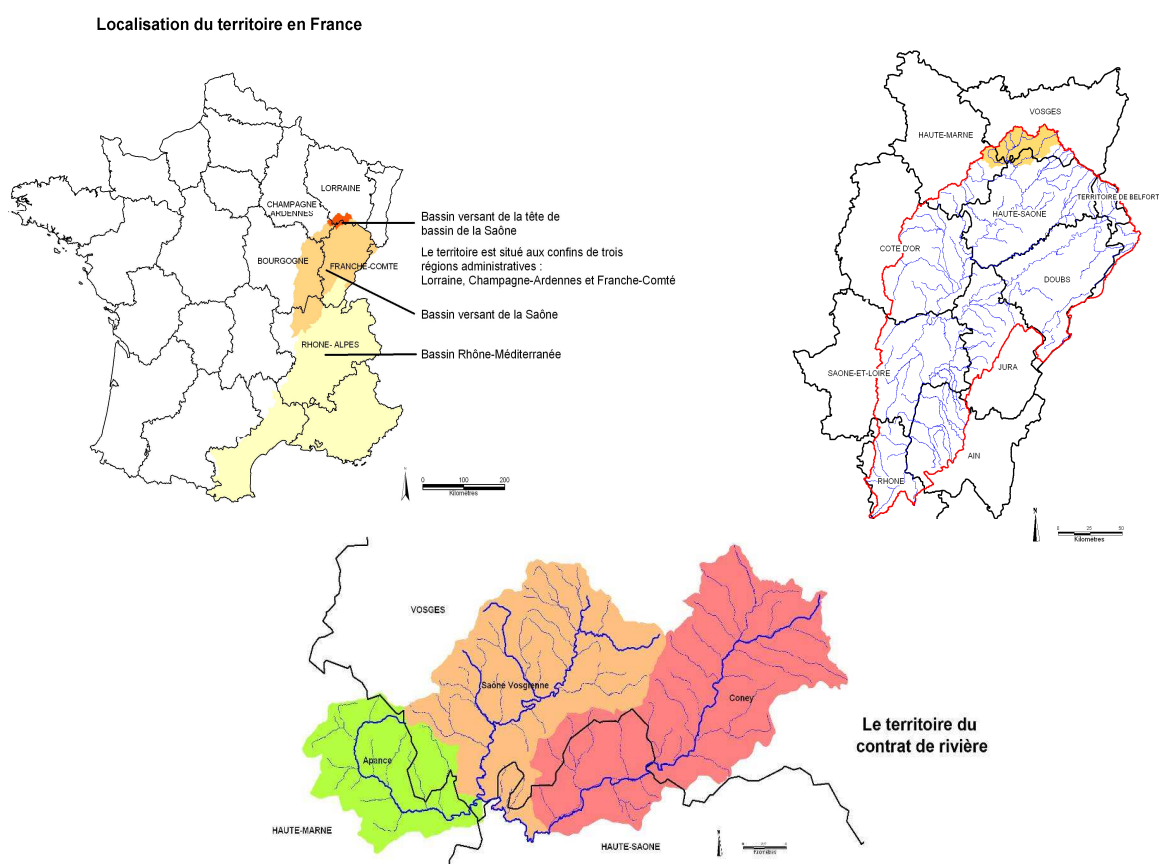 Localisation du territoire en France
LORRAINE
CHAMPAGNE
ARDENNES
BOURGOGNE
FRANCHE-COMTE
RHONE- ALPES
Bassin versant de la tête de
bassin de la Saône
Le territoire est situé aux confins de trois
régions administratives :
Lorraine, Champagne-Ardennes et Franche-Comté
Bassin versant de la Saône
Bassin Rhône-Méditerranée
0 100 200
Kilomètres
VOSGES
HAUTE-MARNE
TERRITOIRE DE BELFORT
HAUTE-SAONE
COTE D'OR
DOUBS
SAONE-ET-LOIRE
JURA
AIN
RHONE
N
0 25 50
Kilomètres
VOSGES
Saône Vosgienne
Coney
Apance
HAUTE-MARNE
HAUTE-SAONE
Le territoire du
contrat de rivière
Kilomètres